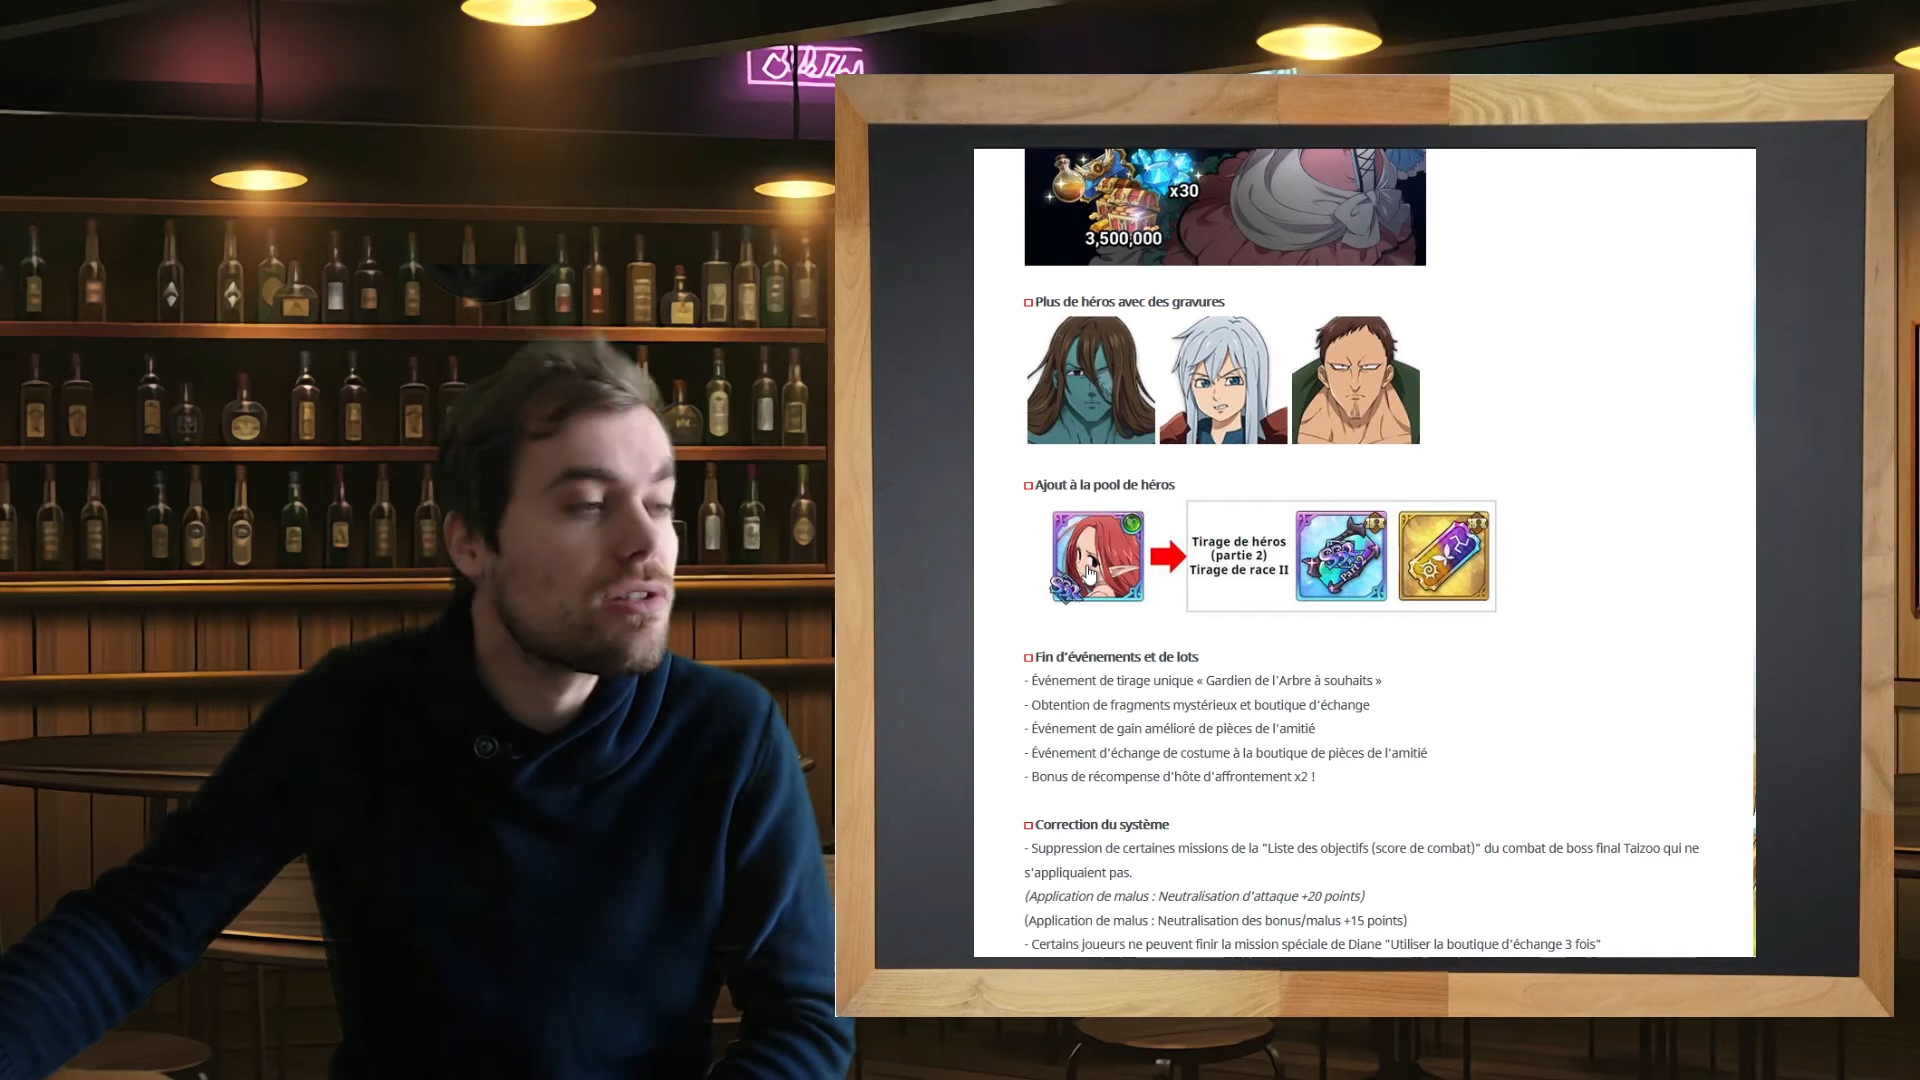 x30
3,500,000
Plus de héros avec des gravures
Ajout à la pool de héros
Tirage de héros
(partie 2)
Tirage de race II
SSR
Part2
SSR
Fin d'événements et de lots
- Événement de tirage unique « Gardien de l'Arbre à souhaits »
- Obtention de fragments mystérieux et boutique d'échange
- Événement de gain amélioré de pièces de l'amitié
- Événement d'échange de costume à la boutique de pièces de l'amitié
- Bonus de récompense d'hôte d'affrontement x2 !
Correction du système
- Suppression de certaines missions de la "Liste des objectifs (score de combat)" du combat de boss final Taizoo qui ne
s'appliquaient pas.
(Application de malus : Neutralisation d'attaque +20 points)
(Application de malus : Neutralisation des bonus/malus +15 points)
- Certains joueurs ne peuvent finir la mission spéciale de Diane "Utiliser la boutique d'échange 3 fois"